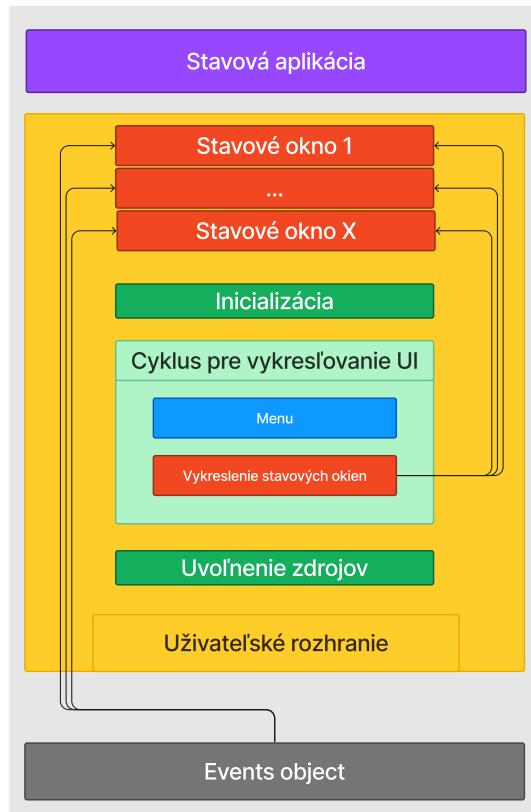 Stavová aplikácia
Stavové okno 1
...
Stavové okno X
Inicializácia
Cyklus pre vykresľovanie UI
Menu
Vykreslenie stavových okien
Uvoľnenie zdrojov
Uživateľské rozhranie
Events object